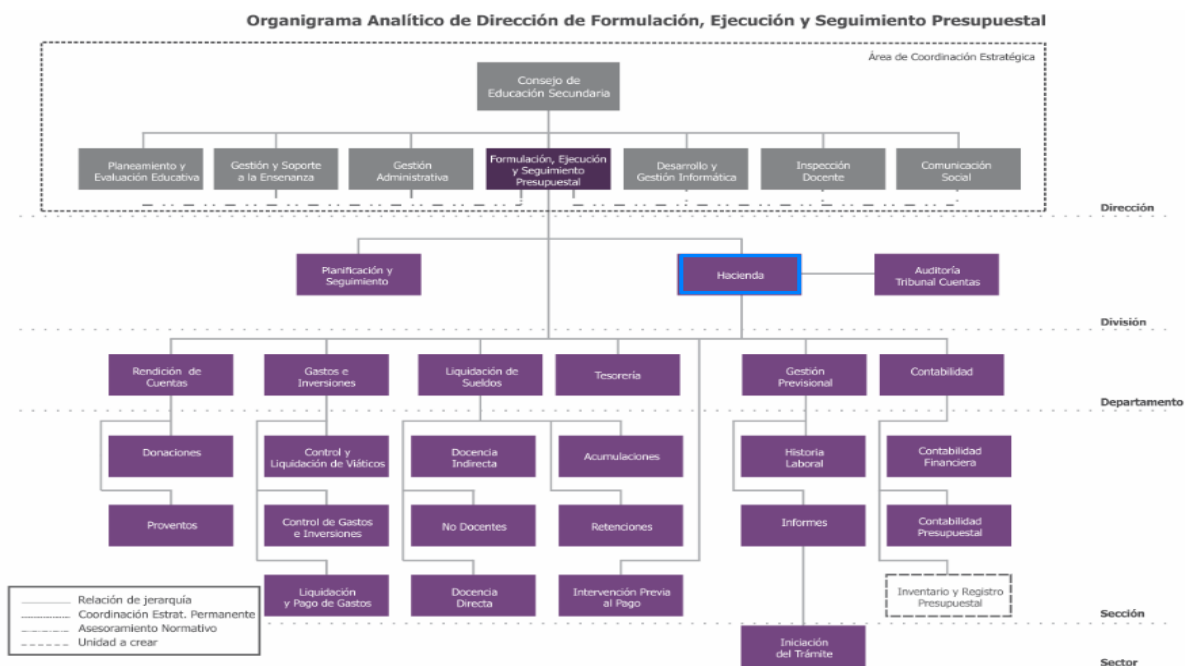 Organigrama Analítico de Dirección de Formulación, Ejecución y Seguimiento Presupuestal
Área de Coordinación Estratégica
Consejo de
Educación Secundaria
Planeamiento y
Evaluación Educativa
Gestión y Soporte
a la Ensenanza
Gestión
Administrativa
Formulación, Ejecución
y Seguimiento
Presupuestal
Desarrollo y
Gestión Informática
Inspección
Docente
Comunicación
Social
Dirección
Planificación y
Seguimiento
Hacienda
Auditoría
Tribunal Cuentas
División
Rendición de
Cuentas
Gastos e
Inversiones
Liquidación de
Sueldos
Tesorería
Gestión
Previsional
Contabilidad
Departamento
Donaciones
Control y
Liquidación de Viáticos
Docencia
Indirecta
Acumulaciones
Historia
Laboral
Contabilidad
Financiera
Proventos
Control de Gastos
e Inversiones
No Docentes
Retenciones
Informes
Contabilidad
Presupuestal
Liquidación
y Pago de Gastos
Docencia
Directa
Intervención Previa
al Pago
Inventario y Registro
Presupuestal
Sección
Iniciación
del Trámite
Sector
Relación de jerarquía
Coordinación Estrat. Permanente
Asesoramiento Normativo
Unidad a crear